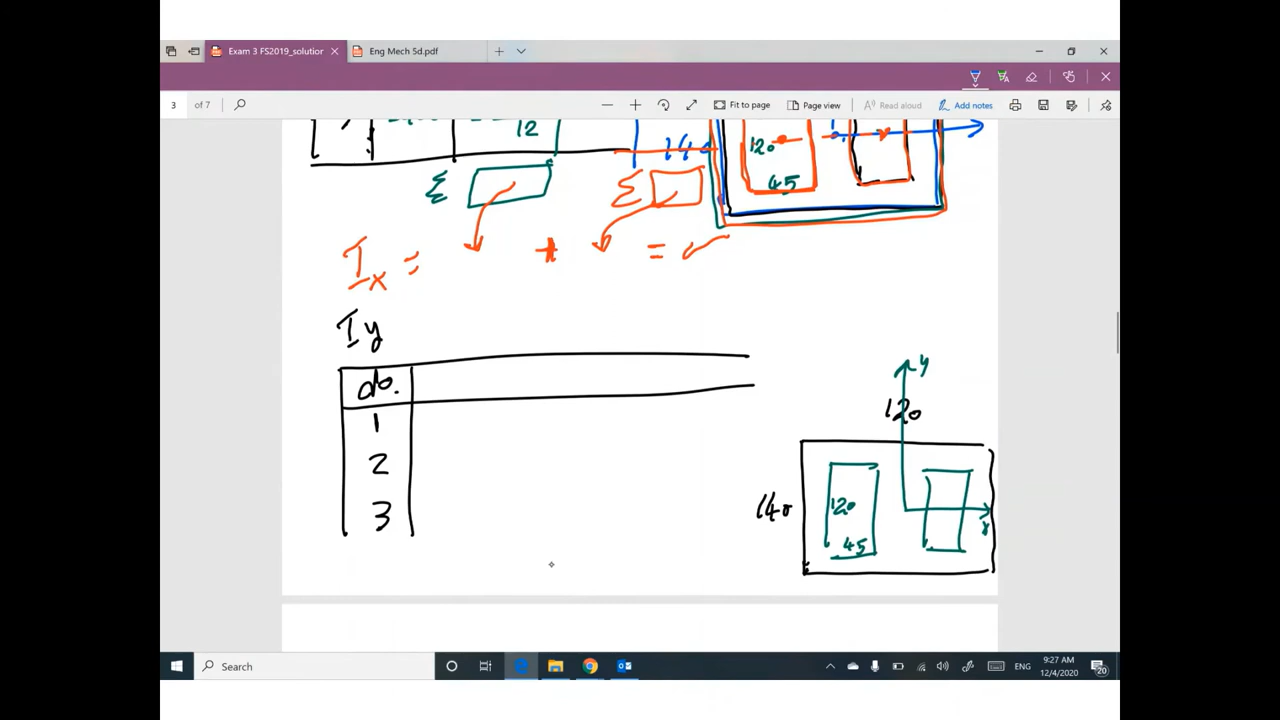 Exam 3 FS2019_solutior
Eng Mech 5d.pdf
3 of 7
Fit to page
Page view
Read aloud
Add notes
12
140
120
45
Σ
Σ
Ix = + =
Iy
no.
1
2
3
y
120
140
120
45
x
Search
ENG
9:27 AM
12/4/2020
20